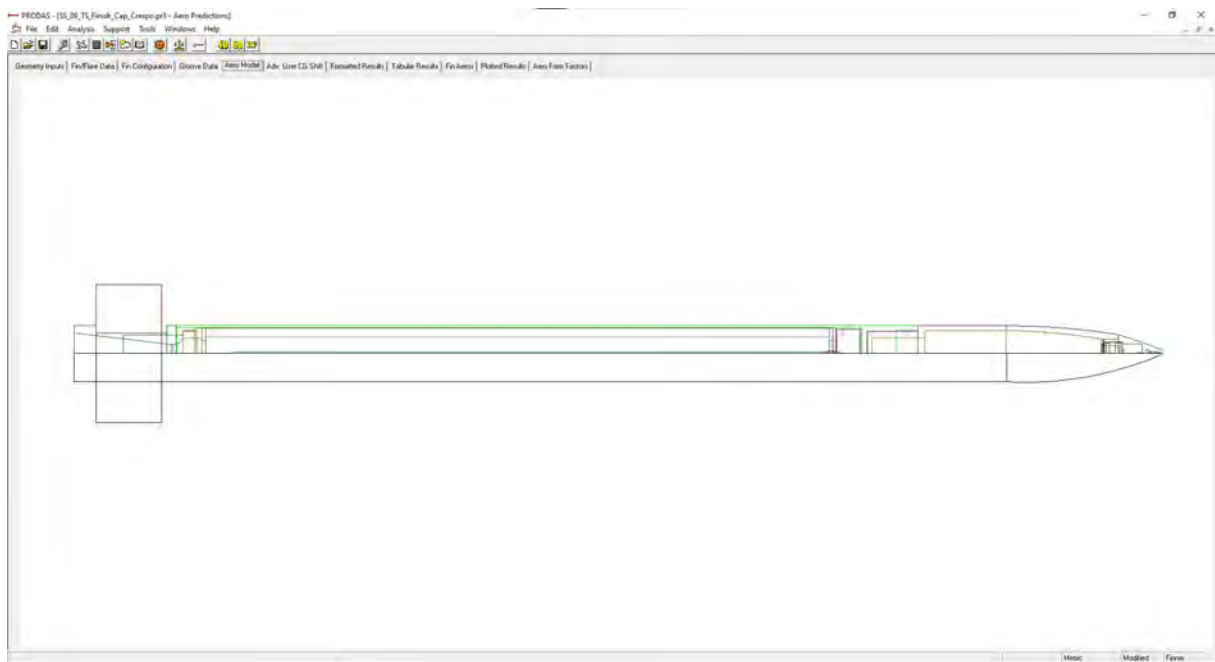 PRODAS - [SS_09_TS_Finush_Cap_Crespo.pr3 - Aero Predictions]
File Edit Analysis Support Tools Windows Help
Geometry Inputs | Fin/Flare Data | Fin Configuration | Groove Data | Aero Model | Adv. User CG Shift | Formatted Results | Tabular Results | Fin Aeros | Plotted Results | Aero Form Factors |
Metric Modified Finner